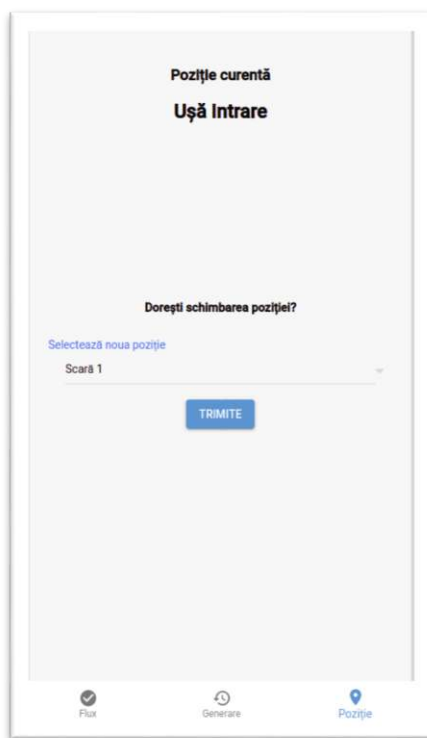 Poziție curentă
Ușă Intrare
Dorești schimbarea poziției?
Selectează noua poziție
Scară 1
TRIMITE
Flux
Generare
Poziție